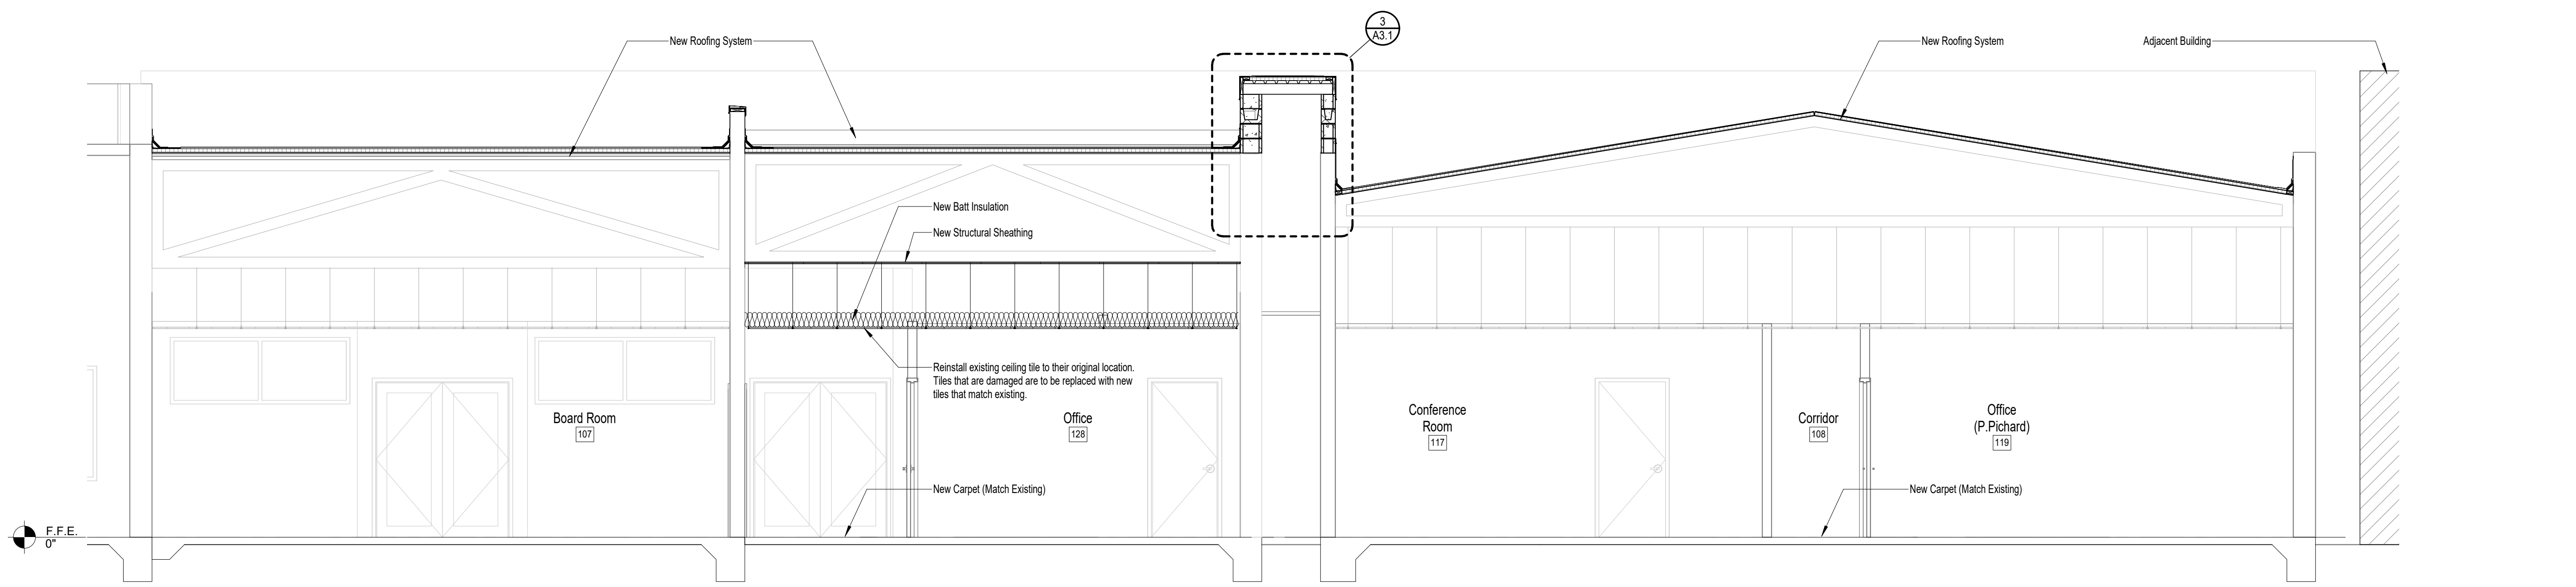 3
A3.1
New Roofing System
New Roofing System
Adjacent Building
New Batt Insulation
New Structural Sheathing
Reinstall existing ceiling tile to their original location.
Tiles that are damaged are to be replaced with new
tiles that match existing.
Board Room
107
Office
128
Conference
Room
117
Corridor
108
Office
(P.Pichard)
119
New Carpet (Match Existing)
New Carpet (Match Existing)
F.F.E.
0"